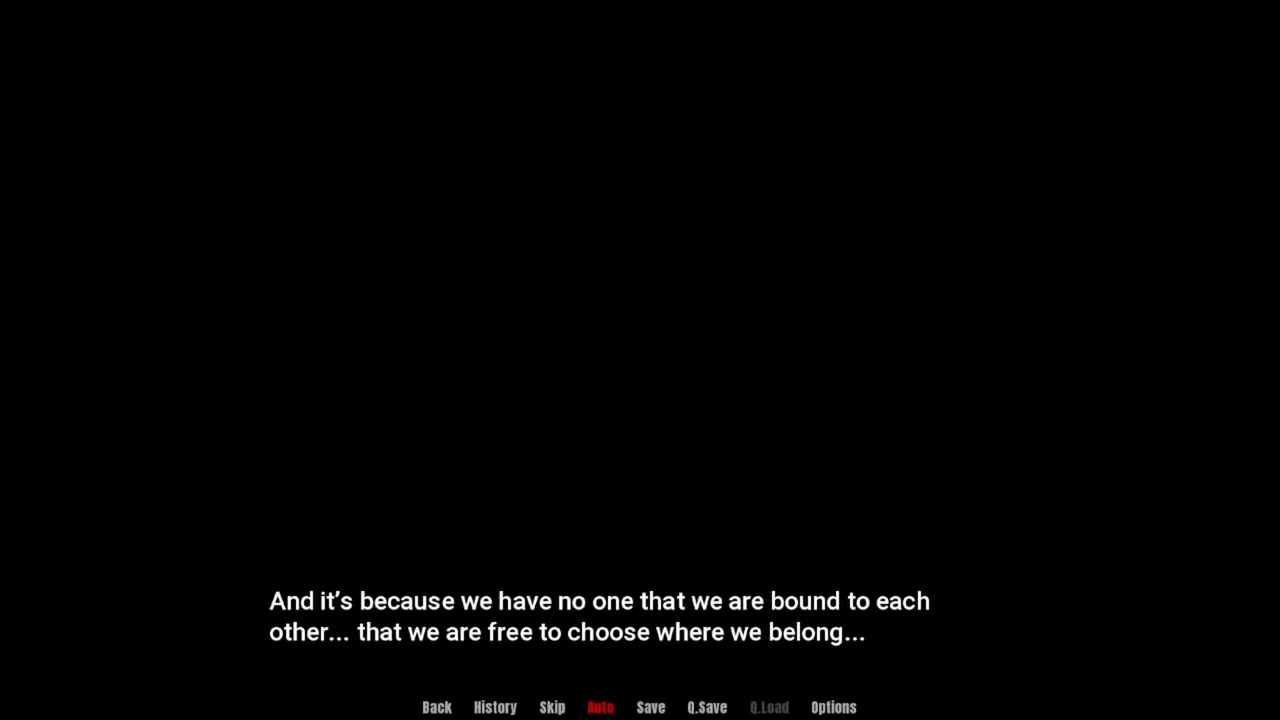 And it’s because we have no one that we are bound to each
other... that we are free to choose where we belong...
Back History Skip Auto Save Q.Save Q.Load Options